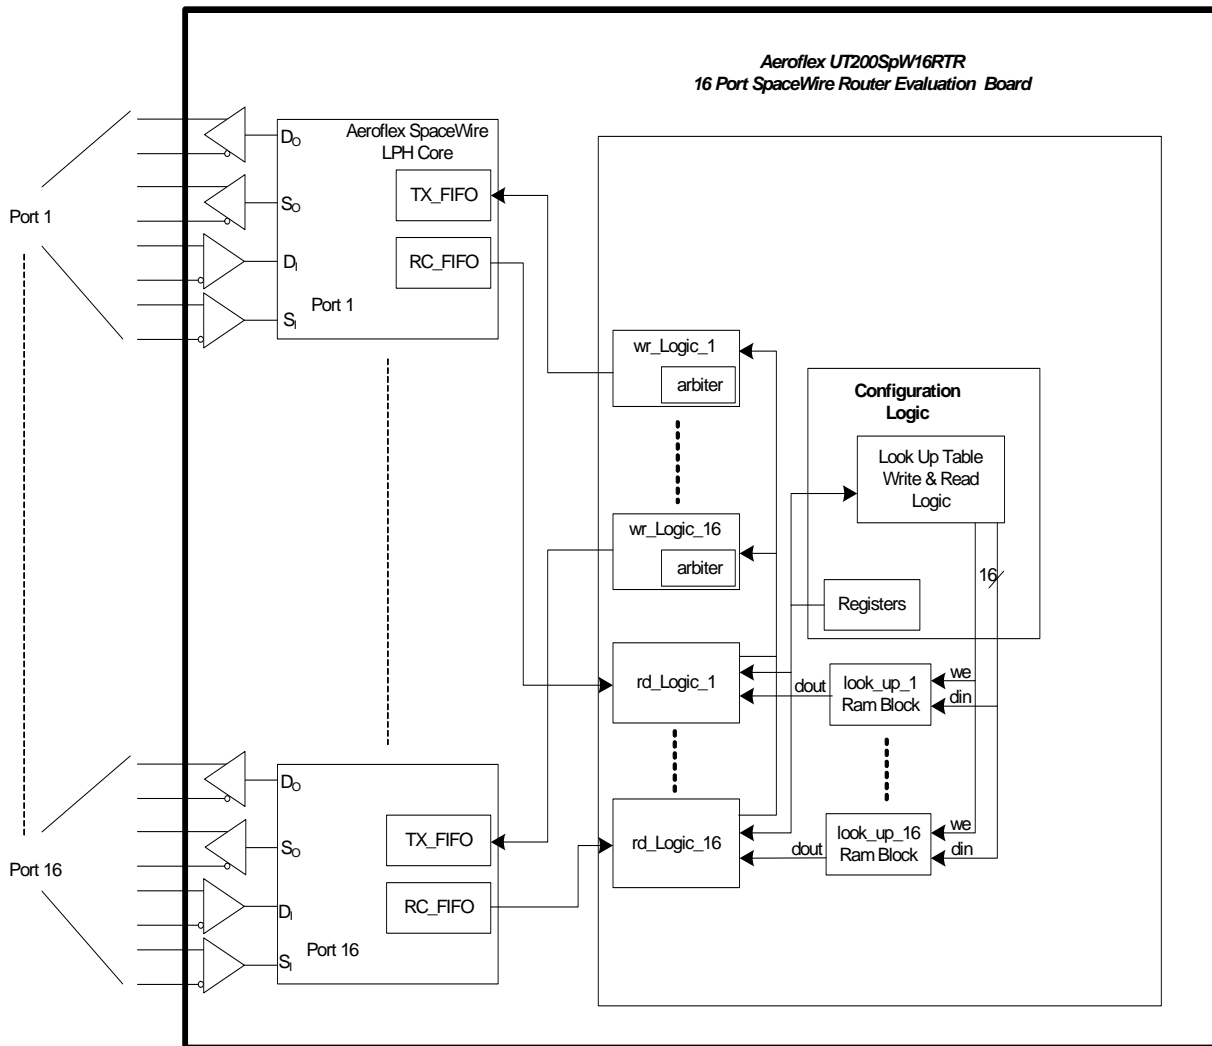 Aeroflex UT200SpW16RTR
16 Port SpaceWire Router Evaluation Board
Port 1
Aeroflex SpaceWire
LPH Core
DO
SO
DI
SI
TX_FIFO
RC_FIFO
Port 1
wr_Logic_1
arbiter
Configuration
Logic
Look Up Table
Write & Read
Logic
wr_Logic_16
arbiter
16
Registers
rd_Logic_1
dout
look_up_1
Ram Block
we
din
Port 16
DO
SO
DI
SI
TX_FIFO
RC_FIFO
Port 16
rd_Logic_16
dout
look_up_16
Ram Block
we
din